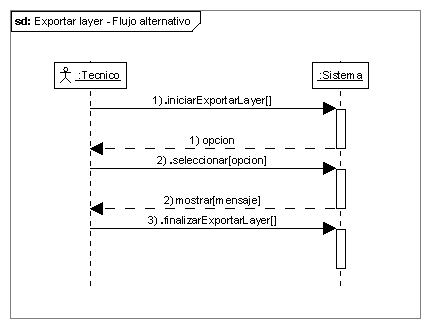 sd: Exportar layer - Flujo alternativo
:Tecnico
:Sistema
1) .iniciarExportarLayer[]
1) opcion
2) .seleccionar[opcion]
2) mostrar[mensaje]
3) .finalizarExportarLayer[]